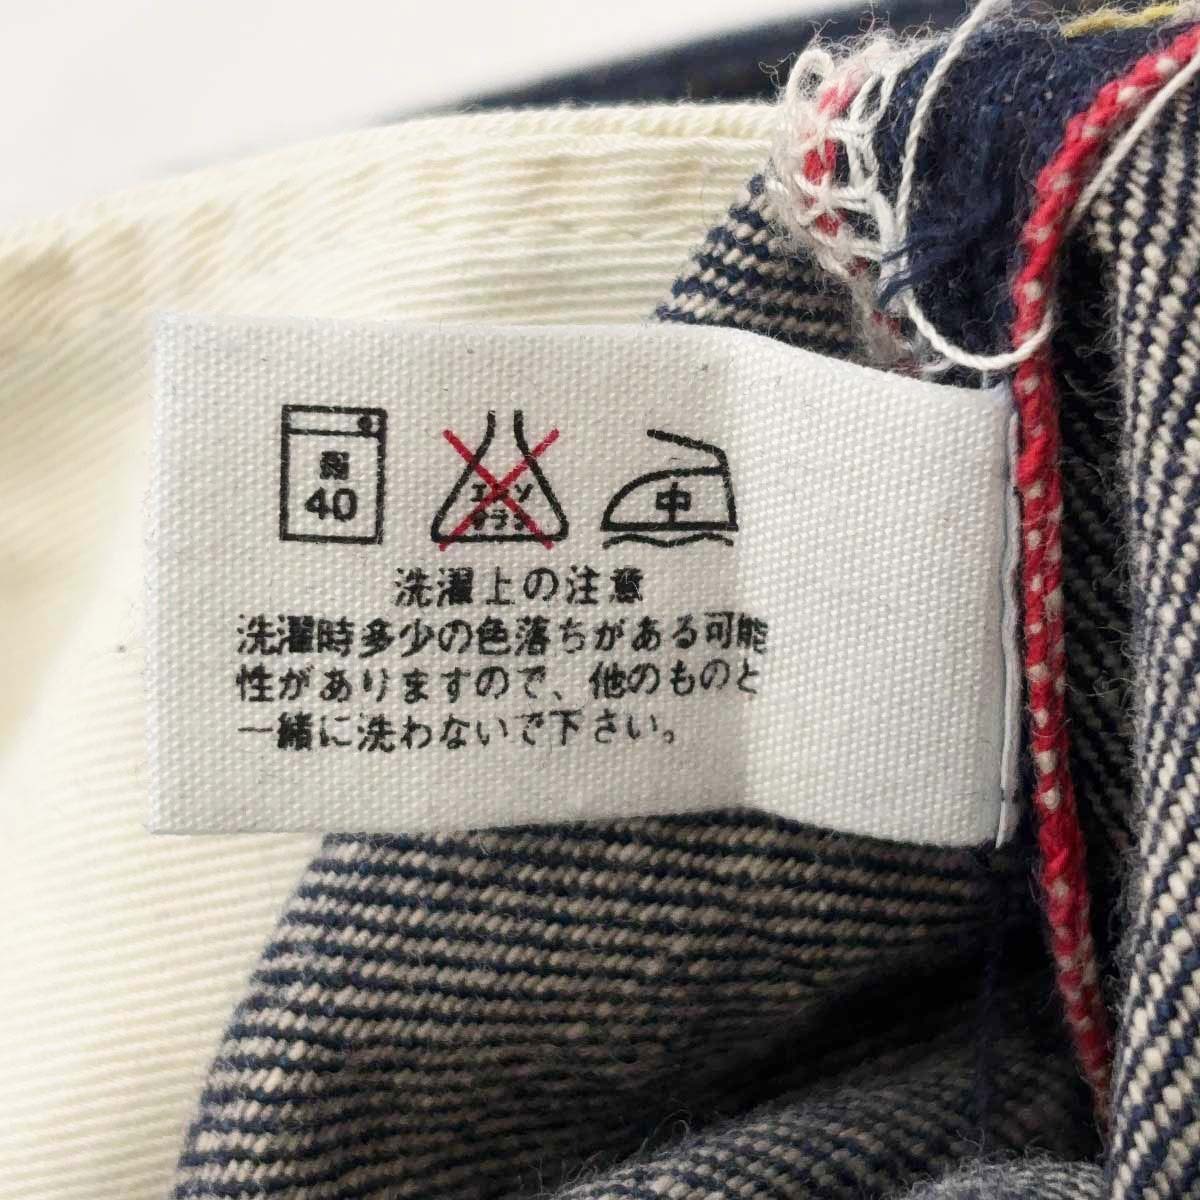 弱
40
エンソ
サラシ
中
洗濯上の注意
洗濯時多少の色落ちがある可能
性がありますので、他のものと
一緒に洗わないで下さい。